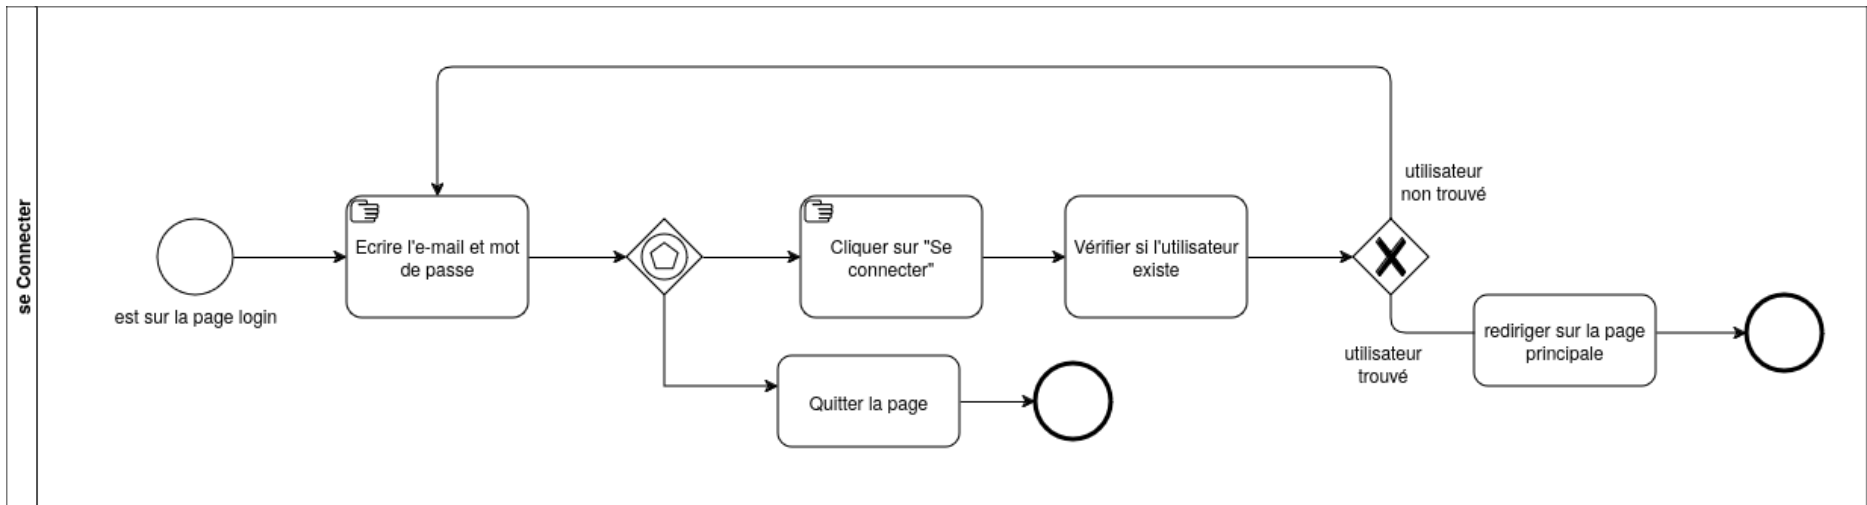 se Connecter
est sur la page login
Ecrire l'e-mail et mot
de passe
Cliquer sur "Se
connecter"
Vérifier si l'utilisateur
existe
utilisateur
non trouvé
utilisateur
trouvé
rediriger sur la page
principale
Quitter la page